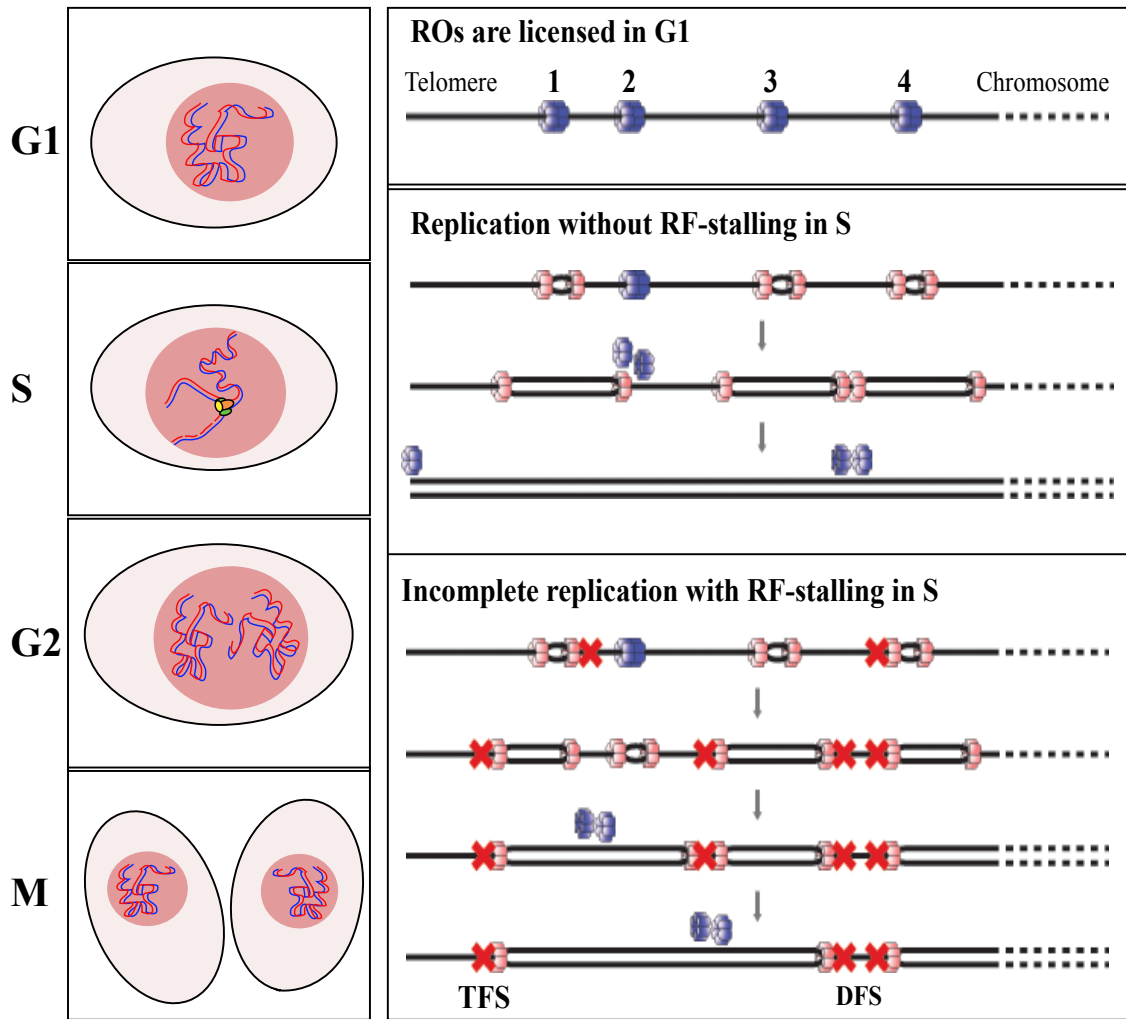 G1
S
G2
M
ROs are licensed in G1
Telomere 1 2 3 4 Chromosome
Replication without RF-stalling in S
Incomplete replication with RF-stalling in S
TFS DFS